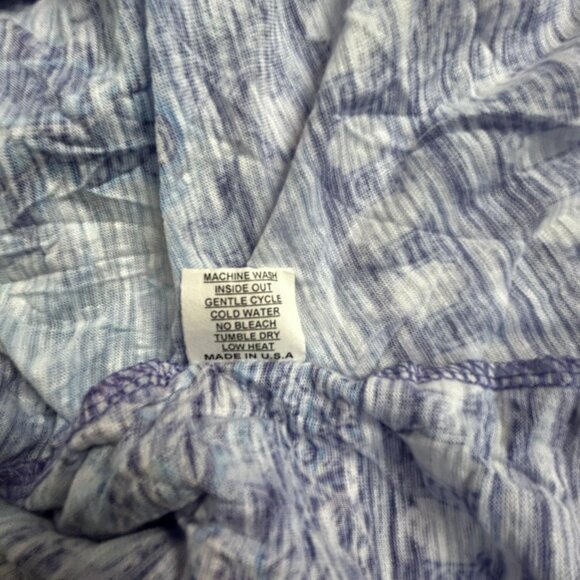 MACHINE WASH
INSIDE OUT
GENTLE CYCLE
COLD WATER
NO BLEACH
TUMBLE DRY
LOW HEAT
MADE IN U.S.A